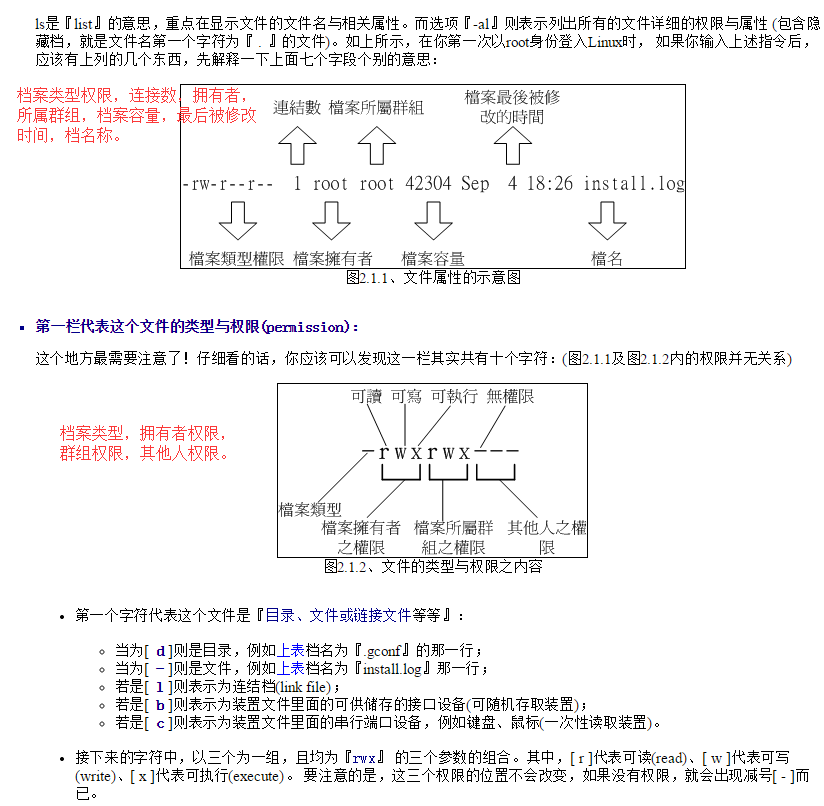 ls是『list』的意思，重点在显示文件的文件名与相关属性。而选项『-al』则表示列出所有的文件详细的权限与属性 (包含隐
藏档，就是文件名第一个字符为『 . 』的文件)。如上所示，在你第一次以root身份登入Linux时， 如果你输入上述指令后，
应该有上列的几个东西，先解释一下上面七个字段个别的意思：
档案类型权限，连接数，拥有者，
所属群组，档案容量，最后被修改
时间，档名称。
連結數 檔案所屬群組
檔案最後被修
改的時間
-rw-r--r-- 1 root root 42304 Sep 4 18:26 install.log
檔案類型權限 檔案擁有者 檔案容量 檔名
图2.1.1、文件属性的示意图
第一栏代表这个文件的类型与权限(permission)：
这个地方最需要注意了！仔细看的话，你应该可以发现这一栏其实共有十个字符：(图2.1.1及图2.1.2内的权限并无关系)
档案类型，拥有者权限，
群组权限，其他人权限。
可讀 可寫 可執行 無權限
-rwxrwx---
檔案類型
檔案擁有者
之權限
檔案所屬群
組之權限
其他人之權
限
图2.1.2、文件的类型与权限之内容
第一个字符代表这个文件是『目录、文件或链接文件等等』：
当为[ d ]则是目录，例如上表档名为『.gconf』的那一行；
当为[ - ]则是文件，例如上表档名为『install.log』那一行；
若是[ l ]则表示为连结档(link file)；
若是[ b ]则表示为装置文件里面的可供储存的接口设备(可随机存取装置)；
若是[ c ]则表示为装置文件里面的串行端口设备，例如键盘、鼠标(一次性读取装置)。
接下来的字符中，以三个为一组，且均为『rwx』 的三个参数的组合。其中，[ r ]代表可读(read)、[ w ]代表可写
(write)、[ x ]代表可执行(execute)。 要注意的是，这三个权限的位置不会改变，如果没有权限，就会出现减号[ - ]而
已。